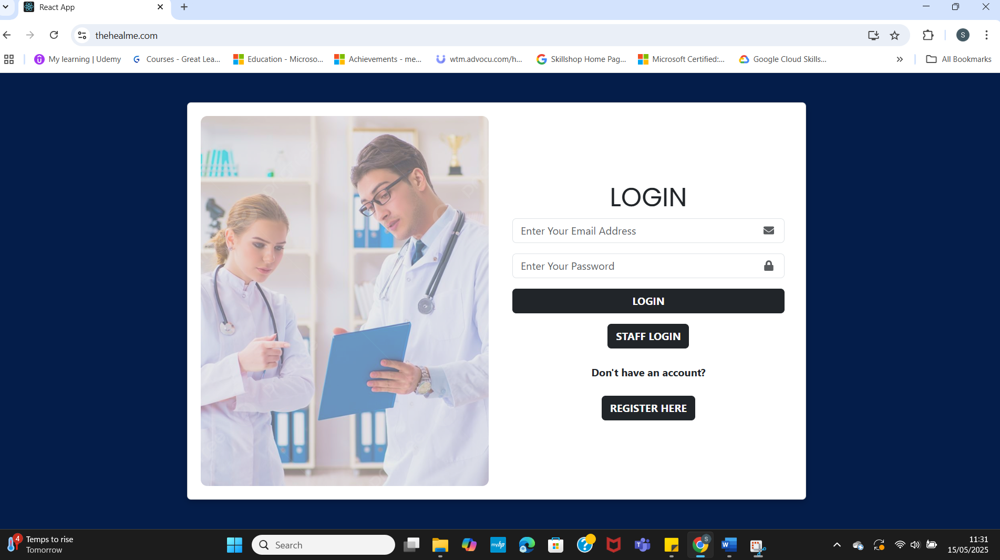 React App
thehealme.com
S
My learning | Udemy
Courses - Great Lea...
Education - Microso...
Achievements - me...
wtm.advocu.com/h...
Skillshop Home Pag...
Microsoft Certified:...
Google Cloud Skills...
All Bookmarks
LOGIN
Enter Your Email Address
Enter Your Password
LOGIN
STAFF LOGIN
Don't have an account?
REGISTER HERE
4
Temps to rise
Tomorrow
Search
myhp
S
11:31
15/05/2025